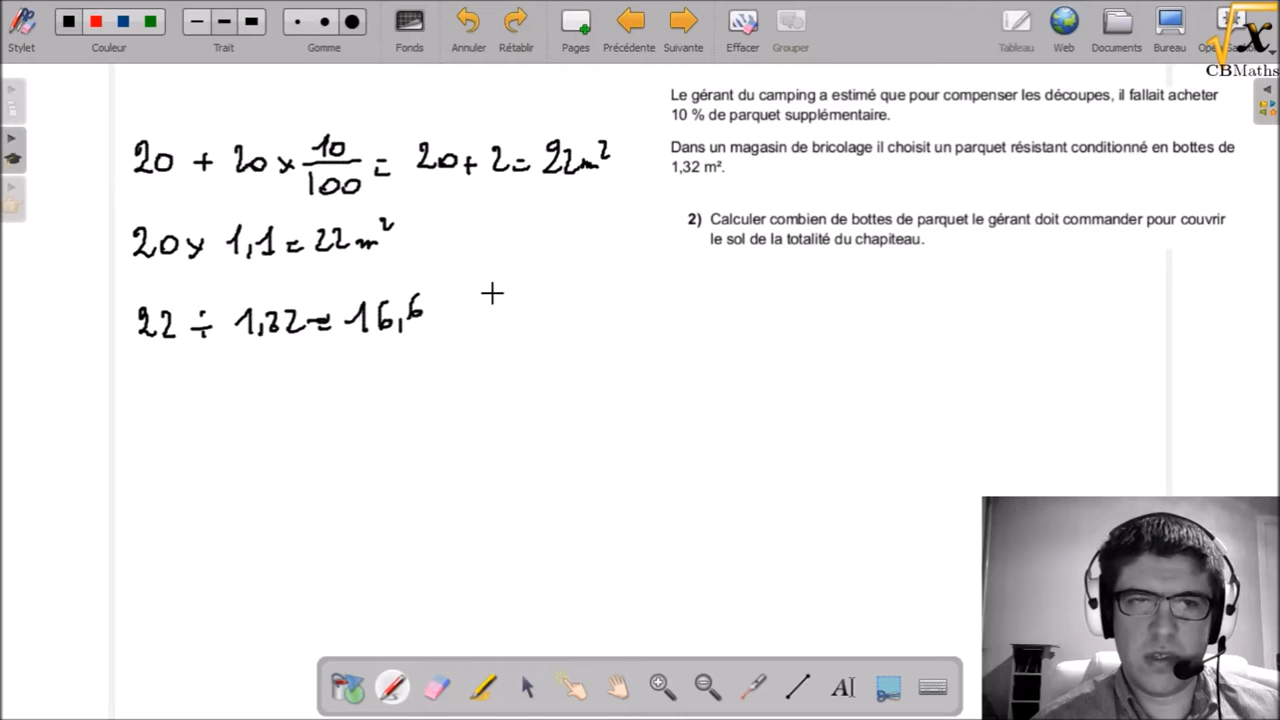 Stylet
Couleur
Trait
Gomme
Fonds
Annuler
Rétablir
Pages
Précédente
Suivante
Effacer
Grouper
Tableau
Web
Documents
Bureau
√x
CBMaths
Le gérant du camping a estimé que pour compenser les découpes, il fallait acheter
10 % de parquet supplémentaire.
Dans un magasin de bricolage il choisit un parquet résistant conditionné en bottes de
1,32 m².
2) Calculer combien de bottes de parquet le gérant doit commander pour couvrir
le sol de la totalité du chapiteau.
20 + 20 × 10/100 = 20 + 2 = 22 m²
20 × 1,1 = 22 m²
22 ÷ 1,32 ≈ 16,6
AI